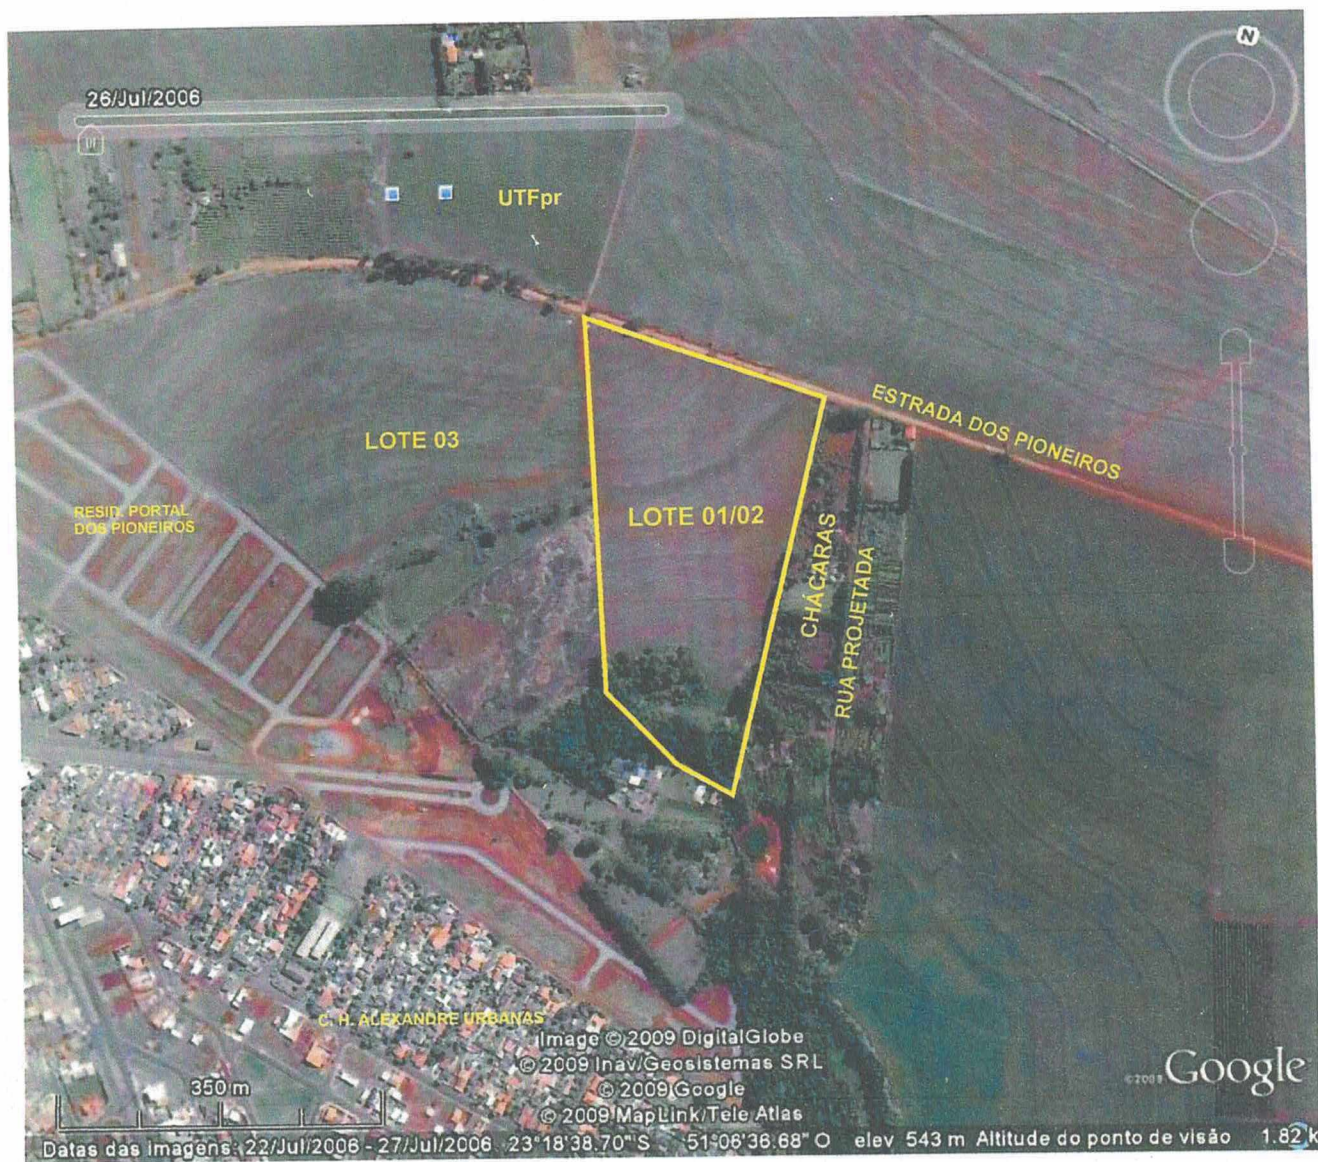 N
26/Jul/2006
UTFpr
ESTRADA DOS PIONEIROS
LOTE 03
RESID. PORTAL
DOS PIONEIROS
LOTE 01/02
CHÁCARAS
RUA PROJETADA
C. H. ALEXANDRE URBANAS
Image © 2009 DigitalGlobe
© 2009 Inav/Geosistemas SRL
© 2009 Google
© 2009 MapLink/Tele Atlas
350 m
©2009 Google
Datas das imagens: 22/Jul/2006 - 27/Jul/2006 23°18'38.70" S 51°06'36.68" O elev 543 m Altitude do ponto de visão 1.82 k